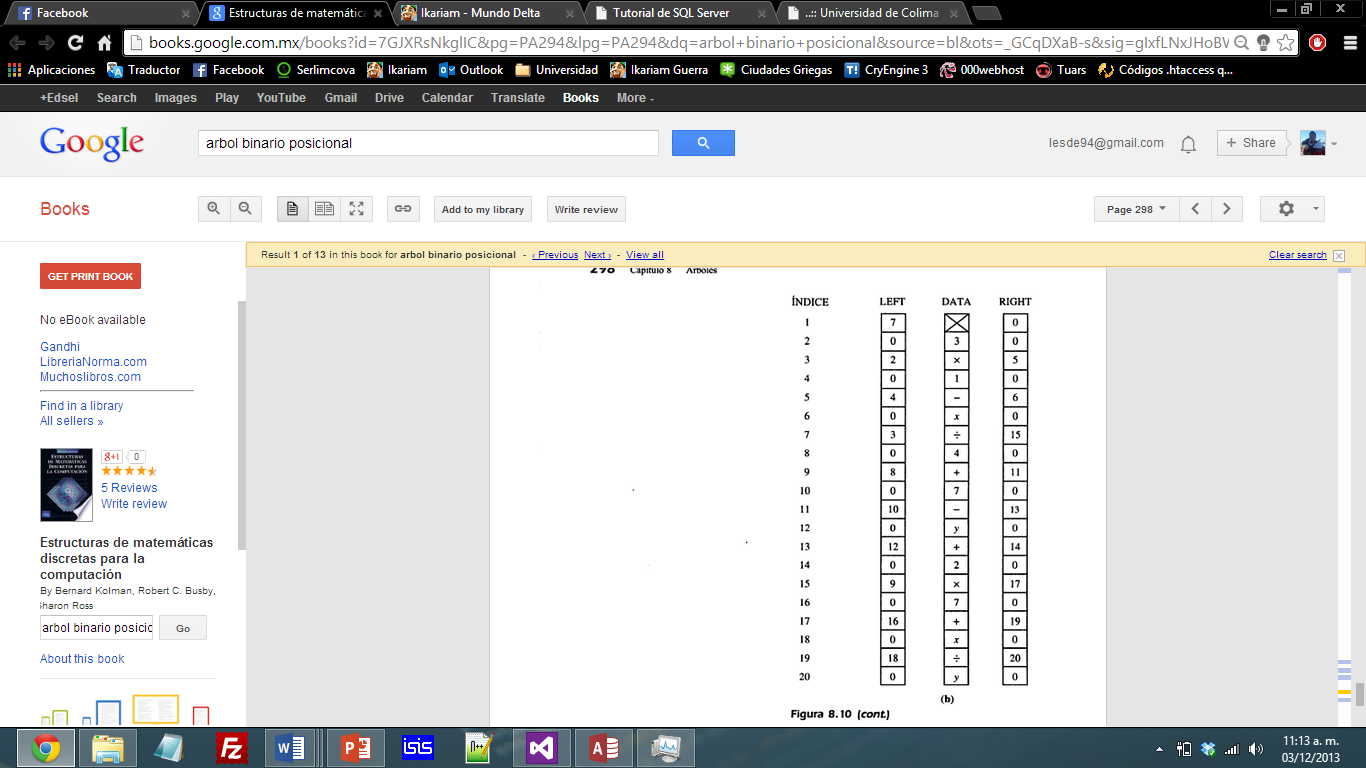 Facebook
Estructuras de matemátic
Ikariam - Mundo Delta
Tutorial de SQL Server
..:: Universidad de Colima
books.google.com.mx/books?id=7GJXRsNkgIIC&pg=PA294&lpg=PA294&dq=arbol+binario+posicional&source=bl&ots=_GCqDXaB-s&sig=
Aplicaciones Traductor Facebook Serlimcova Ikariam Outlook Universidad Ikariam Guerra Ciudades Griegas CryEngine 3 000webhost Tuars Códigos .htaccess q...
+Edsel Search Images Play YouTube Gmail Drive Calendar Translate Books More
Google
arbol binario posicional
lesde94@gmail.com
+ Share
Books
Add to my library
Write review
Page 298
Result 1 of 13 in this book for arbol binario posicional - ‹ Previous Next › - View all
Clear search
GET PRINT BOOK
No eBook available
Gandhi
LibreriaNorma.com
Muchoslibros.com
Find in a library
All sellers »
g+1 0
5 Reviews
Write review
ESTRUCTURAS DE MATEMÁTICAS DISCRETAS PARA LA COMPUTACIÓN
Estructuras de matemáticas
discretas para la
computación
By Bernard Kolman, Robert C. Busby,
Sharon Ross
arbol binario posicic
Go
About this book
298 Capítulo 8 Árboles
ÍNDICE LEFT DATA RIGHT
1 7 0
2 0 3 0
3 2 × 5
4 0 1 0
5 4 − 6
6 0 x 0
7 3 ÷ 15
8 0 4 0
9 8 + 11
10 0 7 0
11 10 − 13
12 0 y 0
13 12 + 14
14 0 2 0
15 9 × 17
16 0 7 0
17 16 + 19
18 0 x 0
19 18 ÷ 20
20 0 y 0
(b)
Figura 8.10 (cont.)
isis
11:13 a. m.
03/12/2013